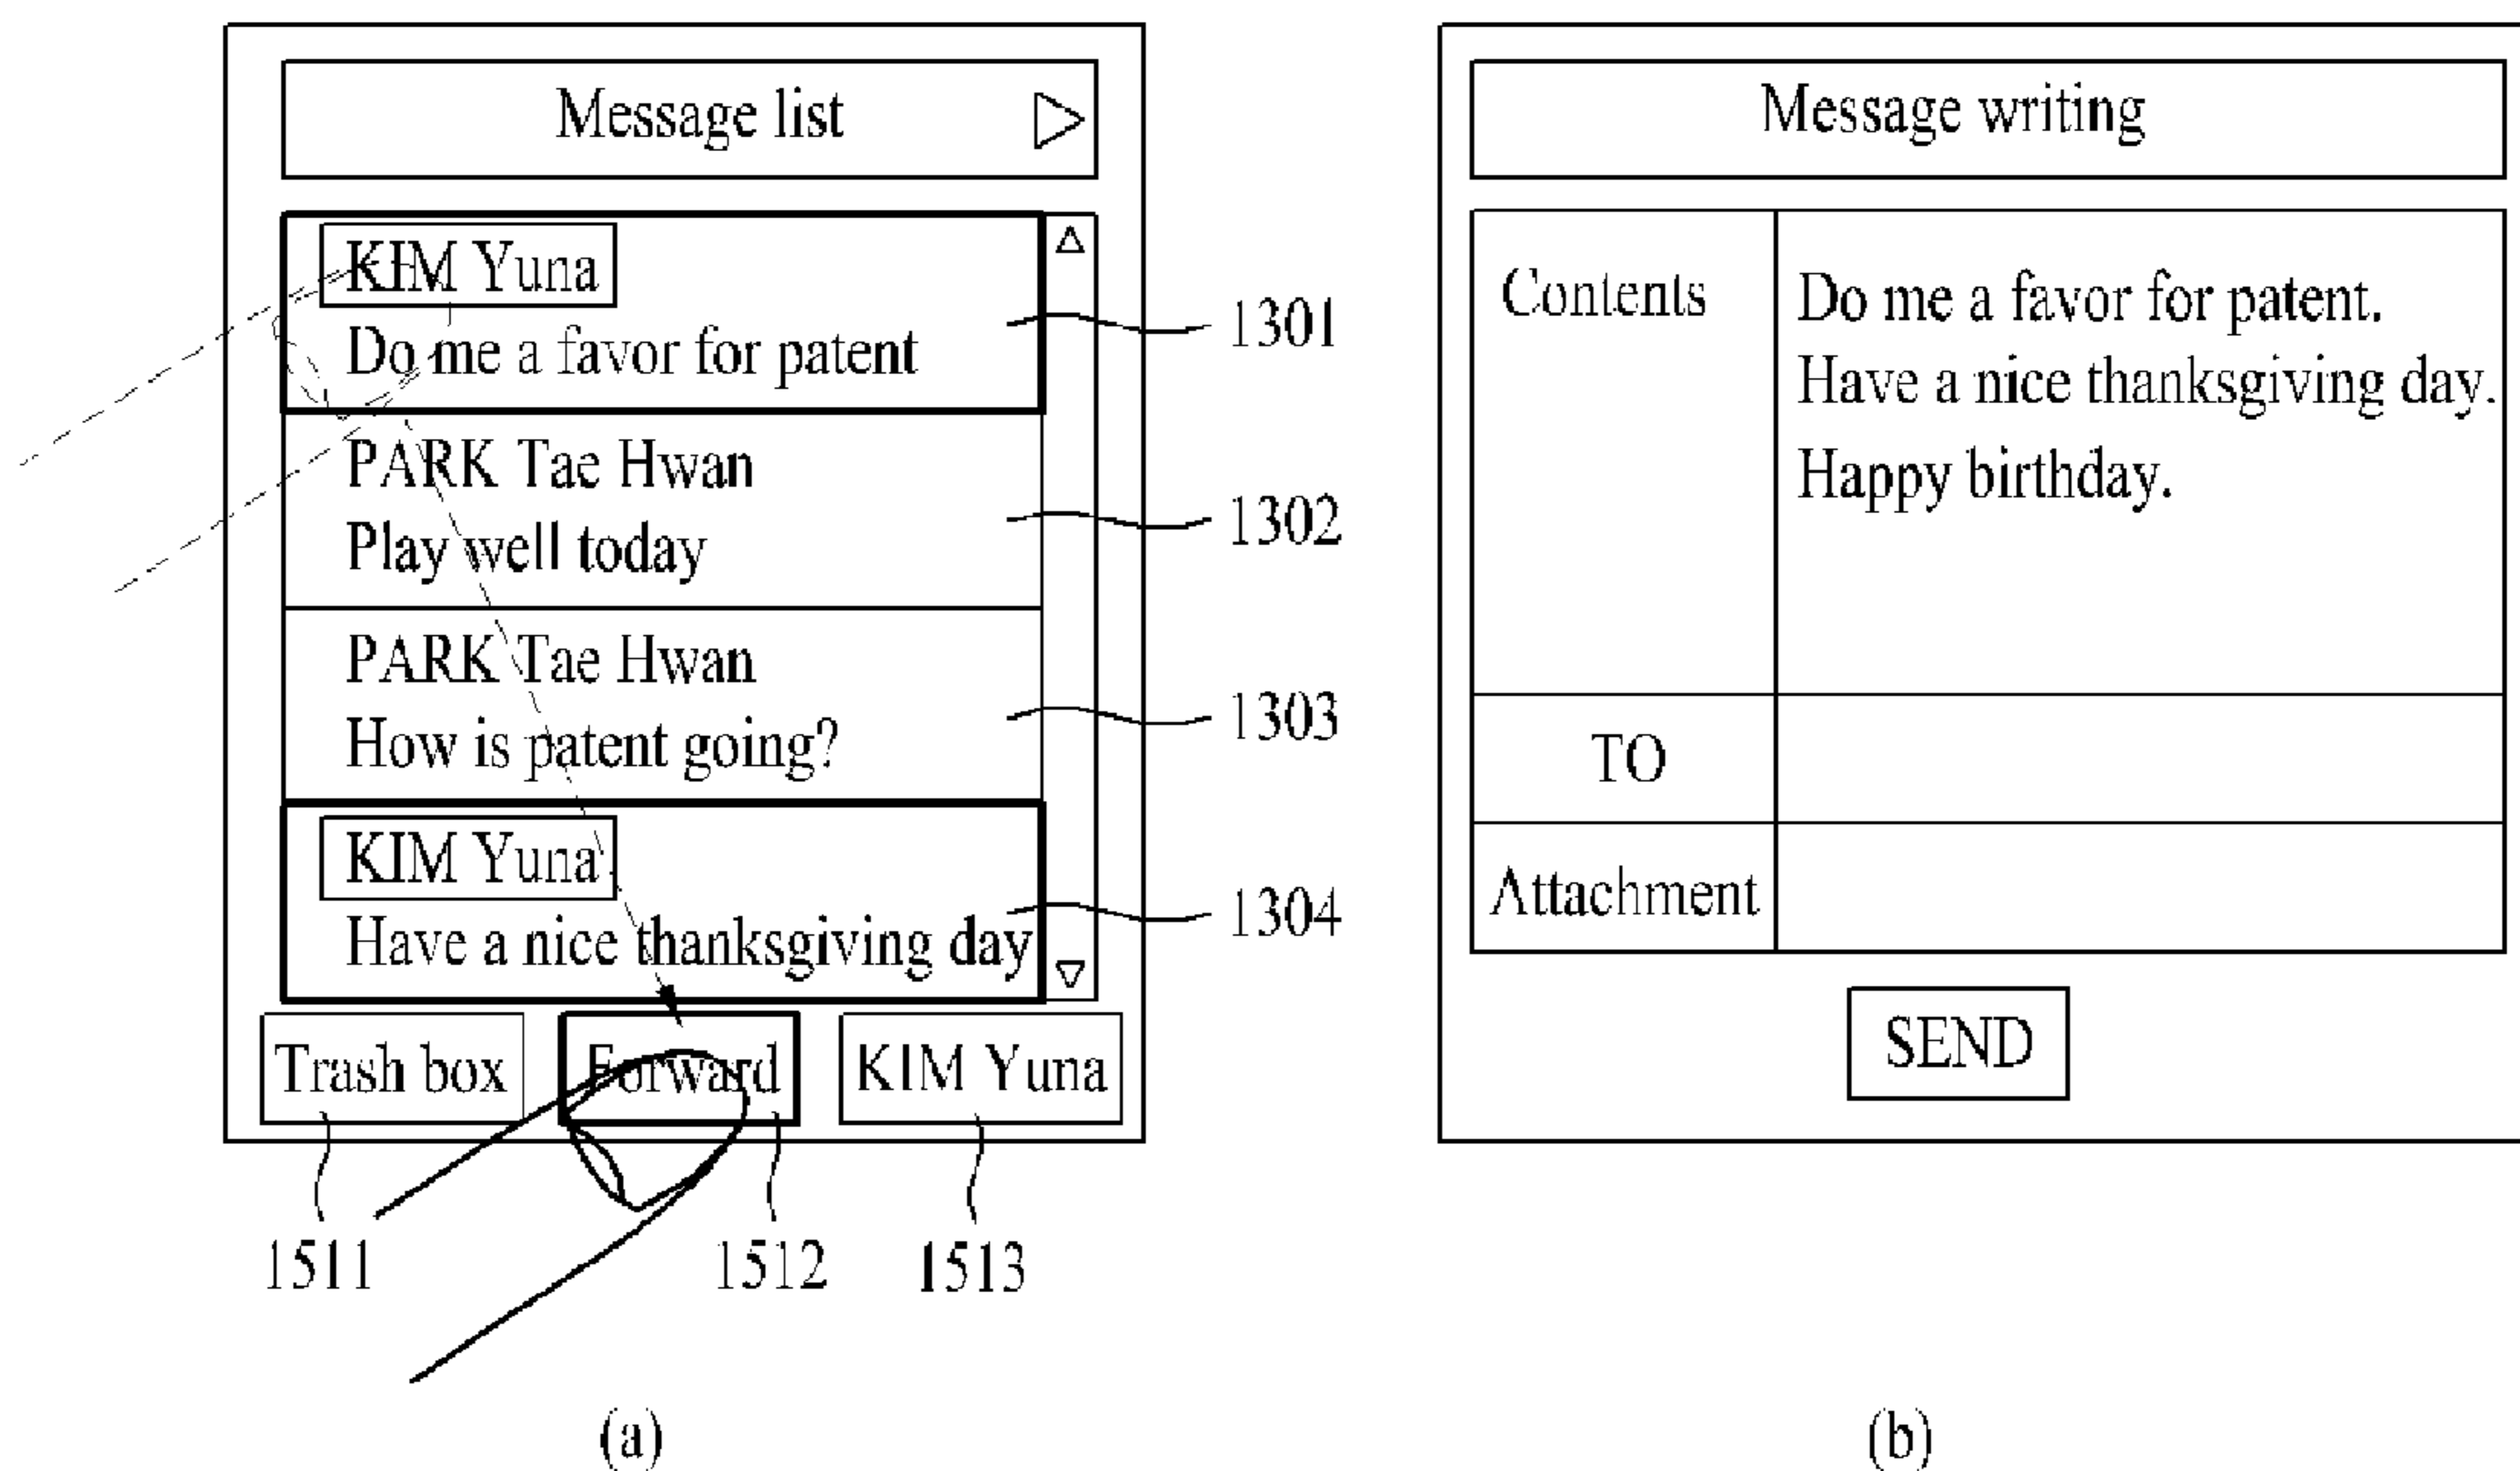 Message list
KIM Yuna
Do me a favor for patent
1301
PARK Tae Hwan
Play well today
1302
PARK Tae Hwan
How is patent going?
1303
KIM Yuna
Have a nice thanksgiving day
1304
Trash box
Forward
KIM Yuna
1511
1512
1513
(a)
Message writing
Contents
Do me a favor for patent.
Have a nice thanksgiving day.
Happy birthday.
TO
Attachment
SEND
(b)